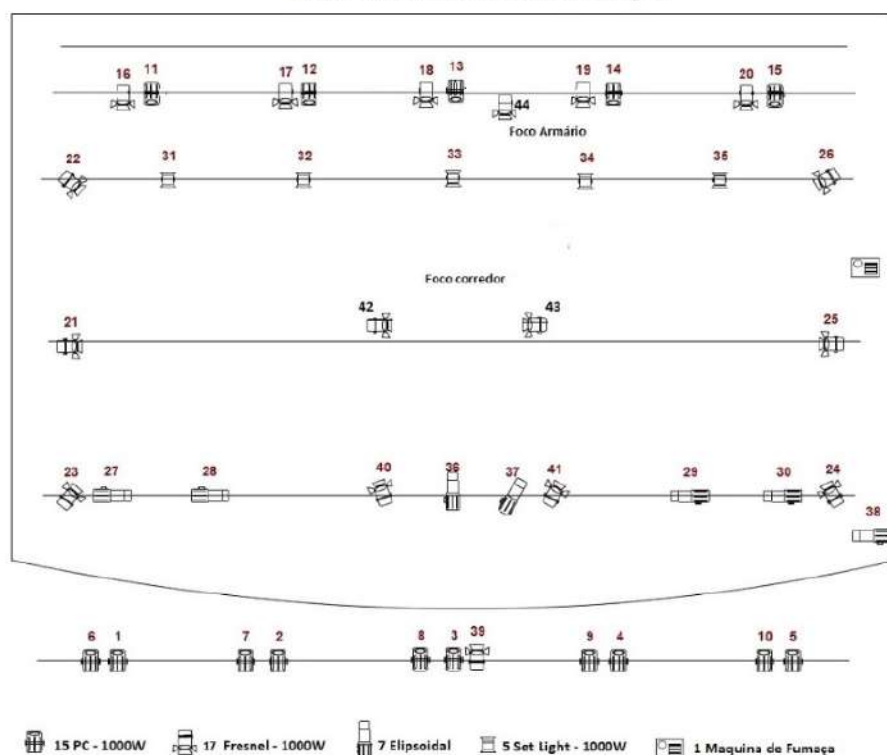 16 11 17 12 18 13 19 14 20 15
44
Foco Armário
22 31 32 33 34 35 26
Foco corredor
42 43
21 25
23 27 28 40 36 37 41 29 30 24
38
6 1 7 2 8 3 39 9 4 10 5
15 PC - 1000W 17 Fresnel - 1000W 7 Elipsoidal 5 Set Light - 1000W 1 Maquina de Fumaça